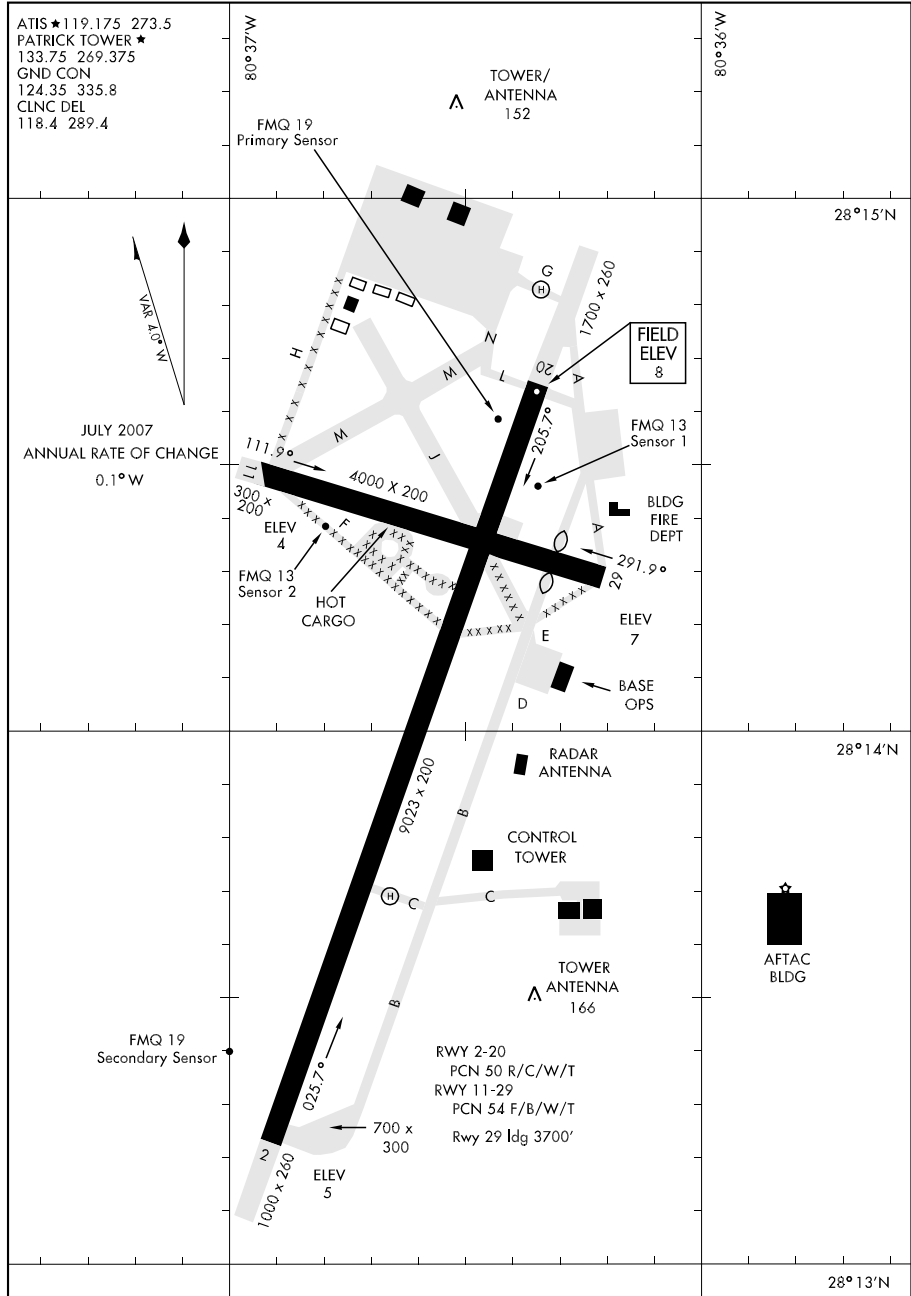 ATIS ★119.175 273.5
PATRICK TOWER ★
133.75 269.375
GND CON
124.35 335.8
CLNC DEL
118.4 289.4
80°37'W
80°36'W
TOWER/
ANTENNA
152
FMQ 19
Primary Sensor
28°15'N
VAR 4.0° W
JULY 2007
ANNUAL RATE OF CHANGE
0.1° W
G
H
1700 x 260
N
H
M
L
20
A
FIELD
ELEV
8
M
J
205.7°
FMQ 13
Sensor 1
111.9°
11
4000 X 200
300 x
200
ELEV
4
F
FMQ 13
Sensor 2
HOT
CARGO
BLDG
FIRE
DEPT
A
291.9°
29
ELEV
7
E
BASE
OPS
D
28°14'N
RADAR
ANTENNA
9023 x 200
B
CONTROL
TOWER
H
C
C
AFTAC
BLDG
TOWER
ANTENNA
166
B
FMQ 19
Secondary Sensor
025.7°
RWY 2-20
PCN 50 R/C/W/T
RWY 11-29
PCN 54 F/B/W/T
Rwy 29 ldg 3700'
700 x
300
2
ELEV
5
1000 x 260
28°13'N